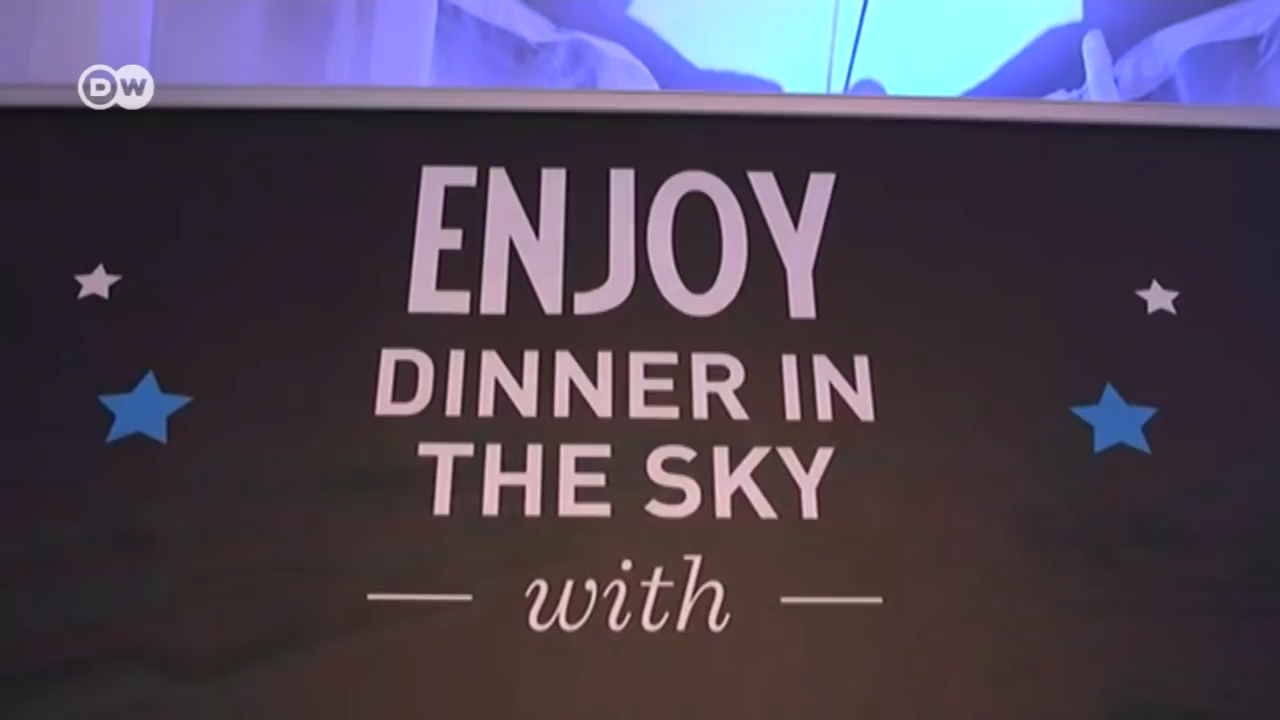 DW
ENJOY
DINNER IN
THE SKY
with